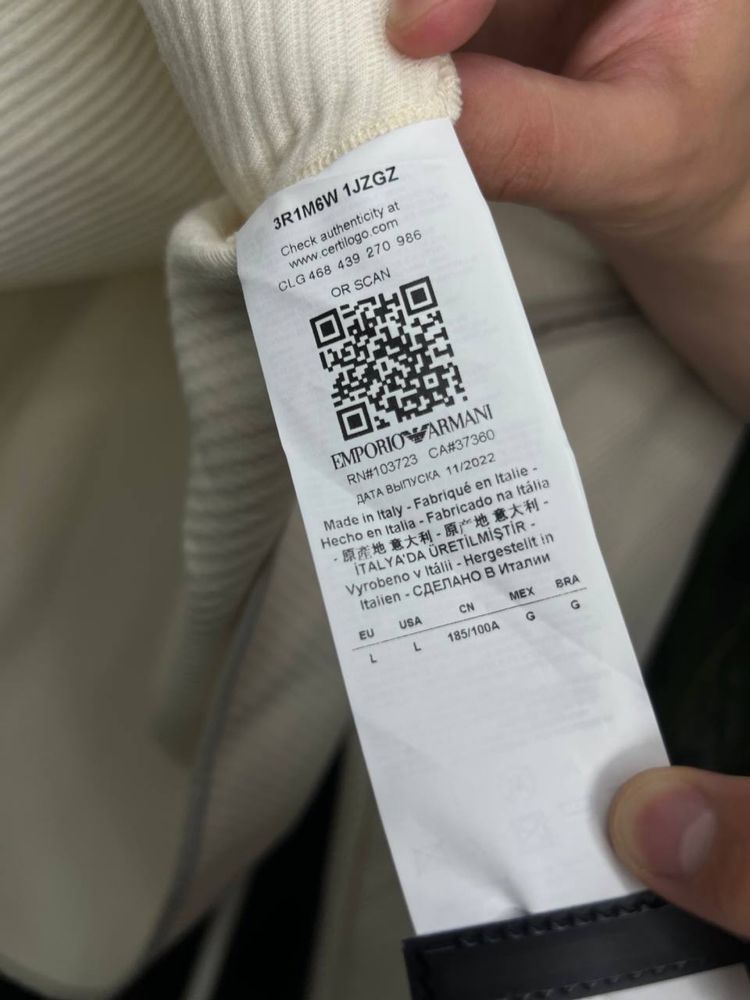 3R1M6W 1JZGZ
Check authenticity at
www.certilogo.com
CLG 468 439 270 986
OR SCAN
EMPORIO ARMANI
RN#103723 CA#37360
ДАТА ВЫПУСКА 11/2022
Made in Italy - Fabriqué en Italie -
Hecho en Italia - Fabricado na Itália
- 原產地 意大利 - 原产地 意大利 -
İTALYA'DA ÜRETİLMİŞTİR -
Vyrobeno v Itálii - Hergestellt in
Italien - СДЕЛАНО В Италии
EU USA CN MEX BRA
L L 185/100A G G